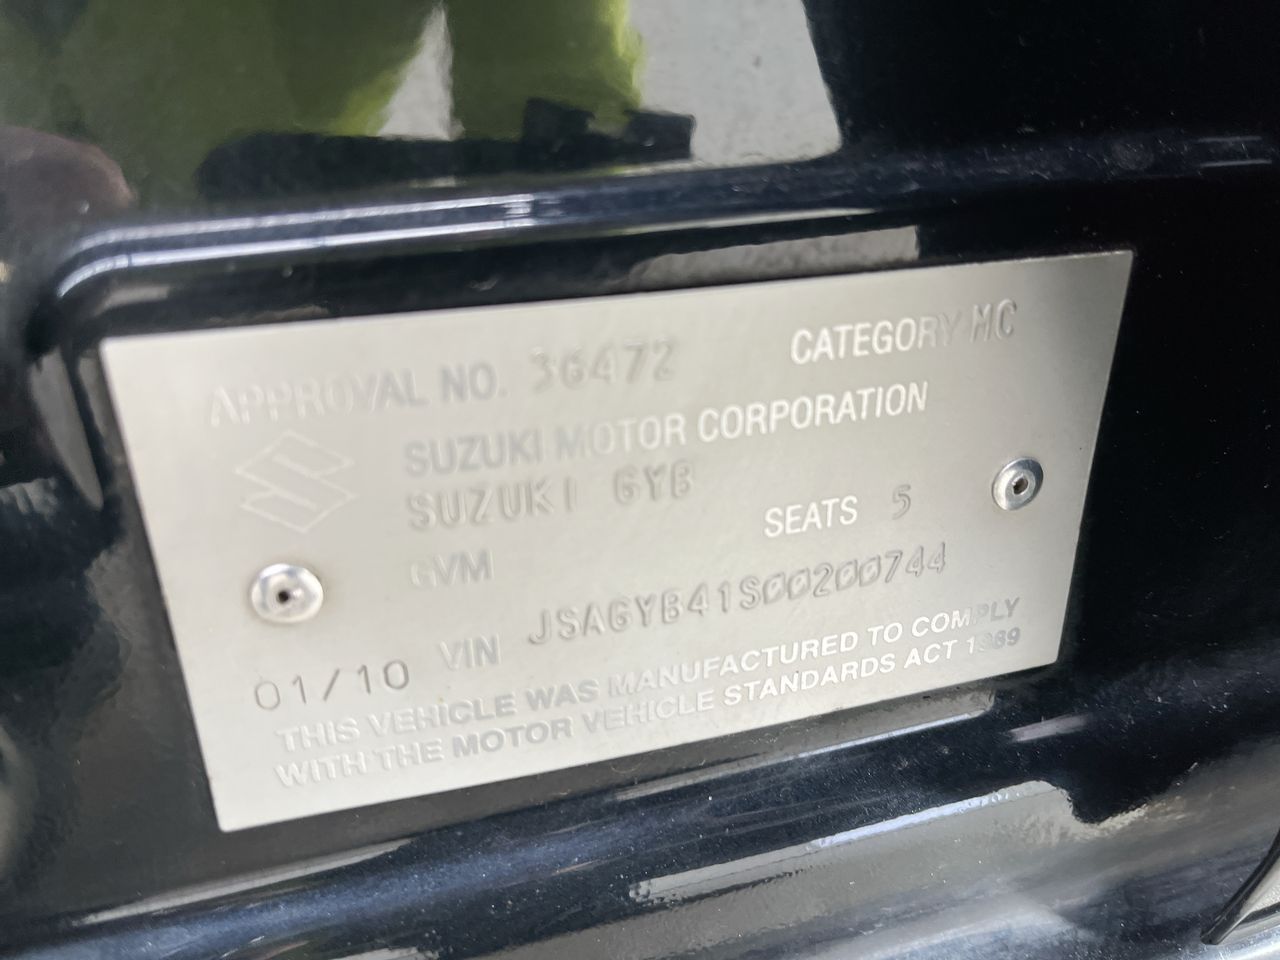 APPROVAL NO. 36472 CATEGORY MC
SUZUKI MOTOR CORPORATION
SUZUKI GYB
SEATS 5
GVM
VIN JSAGYB41S00200744
01/10
THIS VEHICLE WAS MANUFACTURED TO COMPLY
WITH THE MOTOR VEHICLE STANDARDS ACT 1989